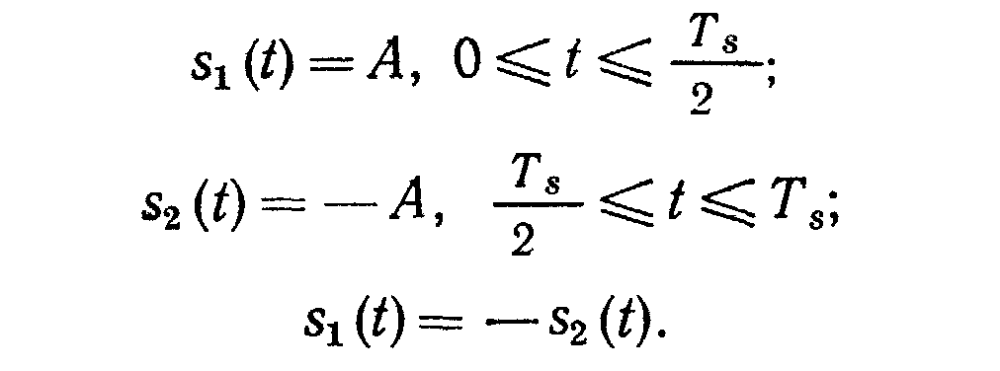 s₁(t) = A, 0 ⩽ t ⩽ Tₛ/2;
s₂(t) = — A, Tₛ/2 ⩽ t ⩽ Tₛ;
s₁(t) = —s₂(t).